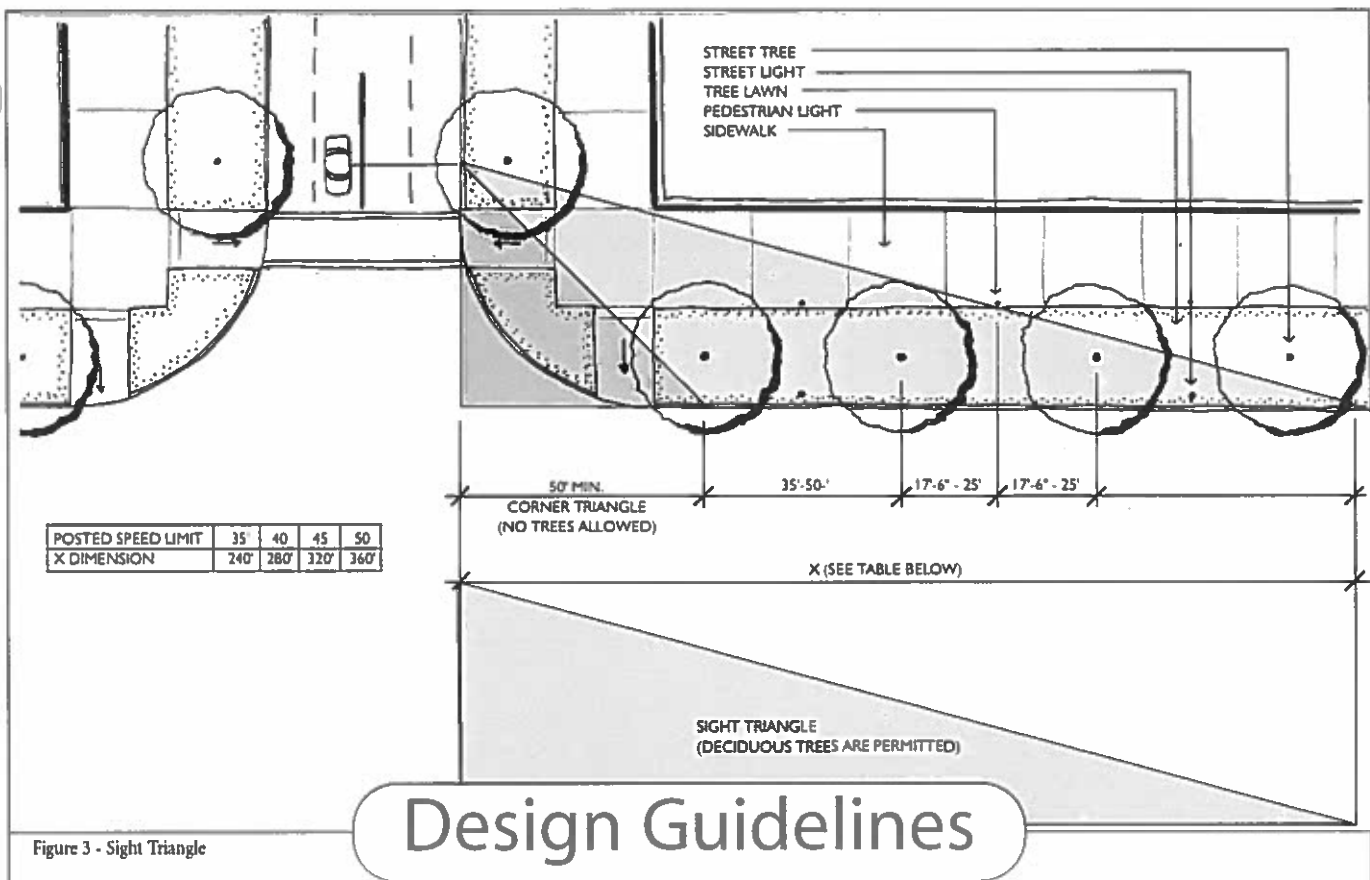 STREET TREE
STREET LIGHT
TREE LAWN
PEDESTRIAN LIGHT
SIDEWALK
50' MIN.
35'-50-'
17'-6" - 25'
17'-6" - 25'
CORNER TRIANGLE
(NO TREES ALLOWED)
POSTED SPEED LIMIT 35' 40 45 50
X DIMENSION 240' 280' 320' 360'
X (SEE TABLE BELOW)
SIGHT TRIANGLE
(DECIDUOUS TREES ARE PERMITTED)
Design Guidelines
Figure 3 - Sight Triangle